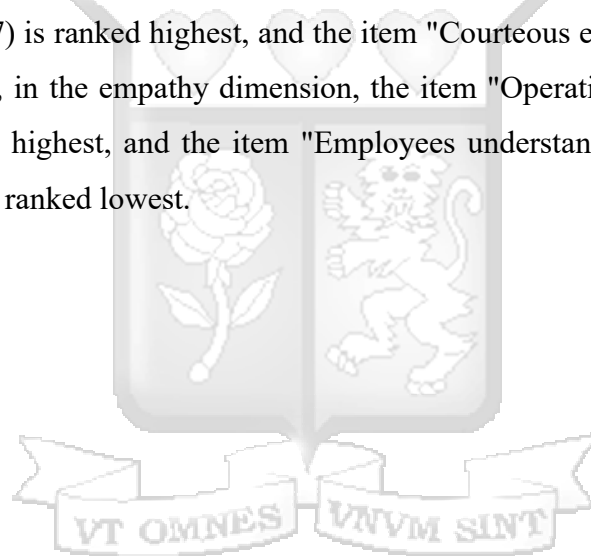 7) is ranked highest, and the item "Courteous e
, in the empathy dimension, the item "Operati
highest, and the item "Employees understan
ranked lowest.
VT OMNES VNVM SINT